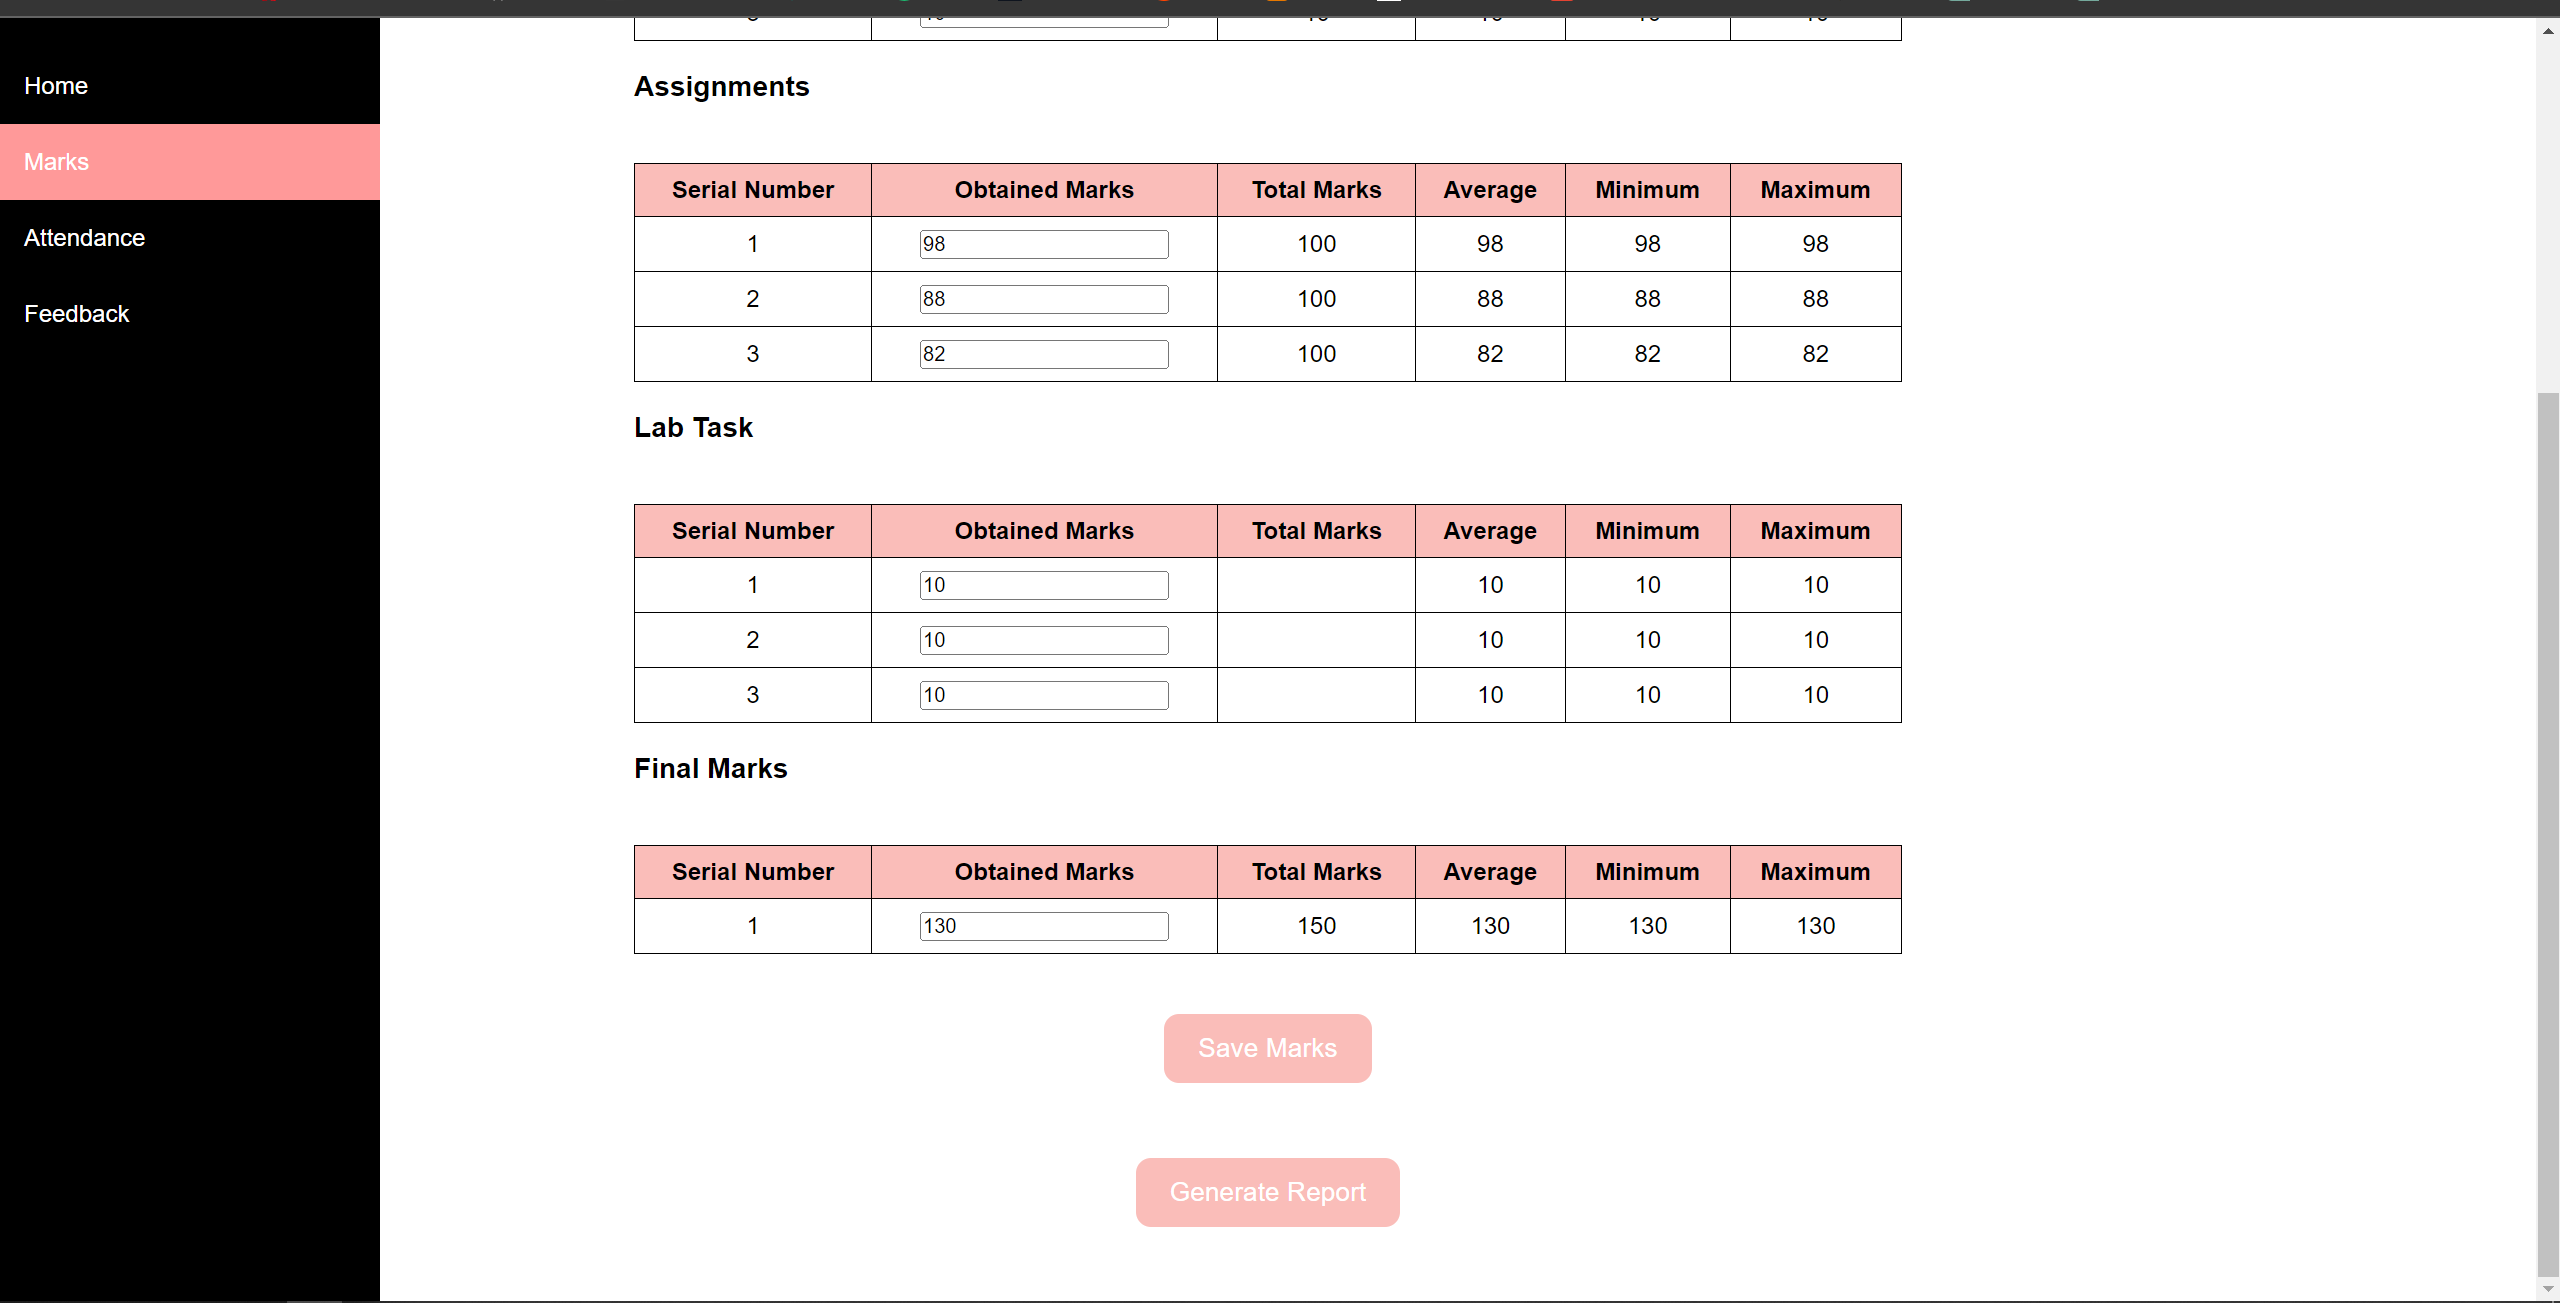 Home
Marks
Attendance
Feedback
Assignments
Serial Number Obtained Marks Total Marks Average Minimum Maximum
1 98 100 98 98 98
2 88 100 88 88 88
3 82 100 82 82 82
Lab Task
Serial Number Obtained Marks Total Marks Average Minimum Maximum
1 10 10 10 10
2 10 10 10 10
3 10 10 10 10
Final Marks
Serial Number Obtained Marks Total Marks Average Minimum Maximum
1 130 150 130 130 130
Save Marks
Generate Report